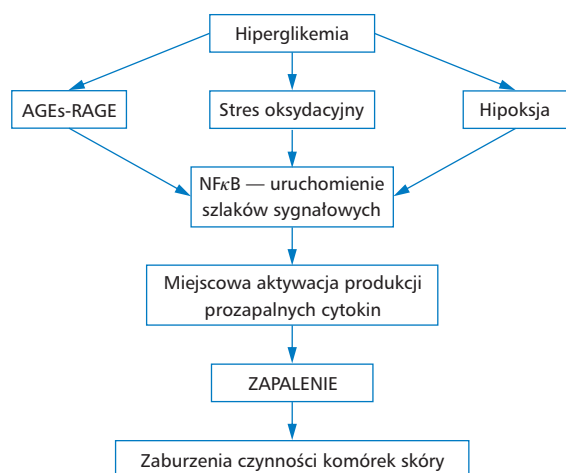 Hiperglikemia
AGEs-RAGE
Stres oksydacyjny
Hipoksja
NFκB — uruchomienie
szlaków sygnałowych
Miejscowa aktywacja produkcji
prozapalnych cytokin
ZAPALENIE
Zaburzenia czynności komórek skóry